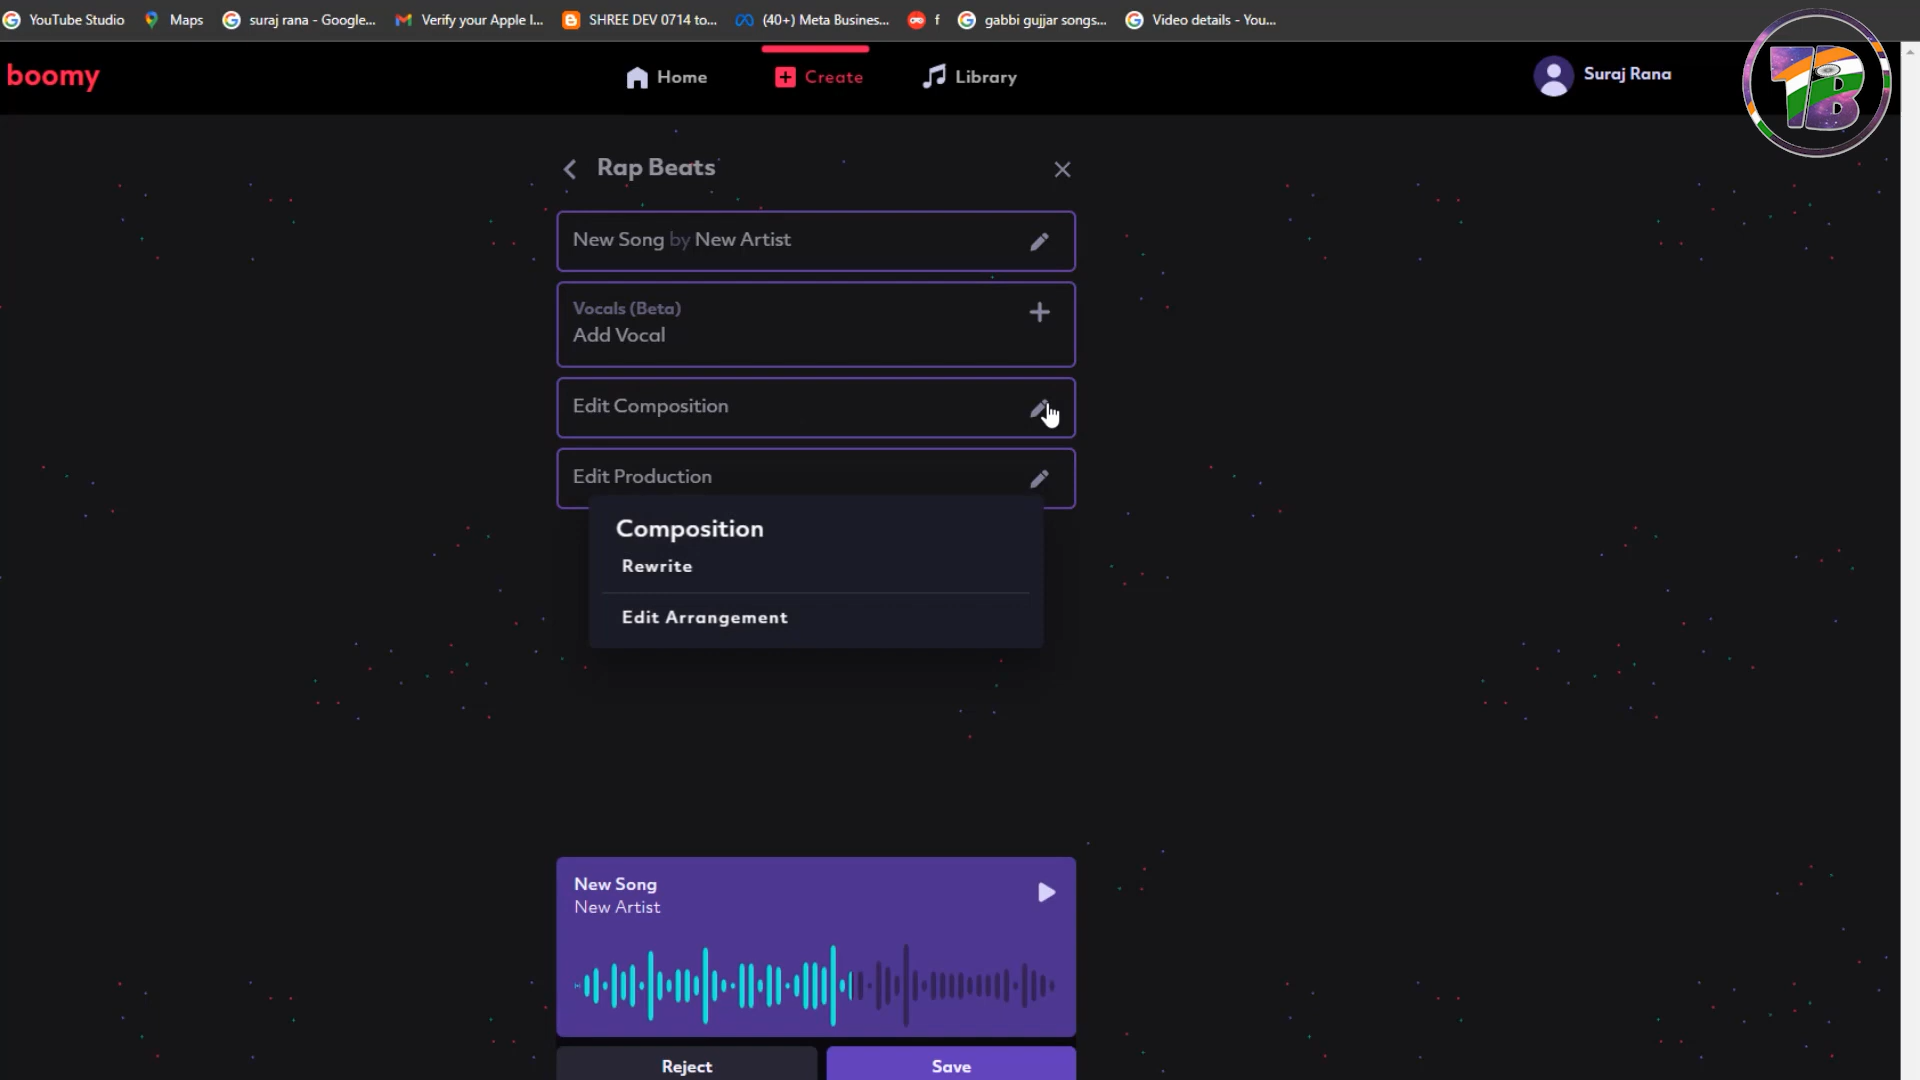 YouTube Studio
Maps
suraj rana - Google...
Verify your Apple I...
SHREE DEV 0714 to...
(40+) Meta Busines...
f
gabbi gujjar songs...
Video details - You...
boomy
Home
Create
Library
Suraj Rana
TB
Rap Beats
New Song by New Artist
Vocals (Beta)
Add Vocal
Edit Composition
Edit Production
Composition
Rewrite
Edit Arrangement
New Song
New Artist
Reject
Save